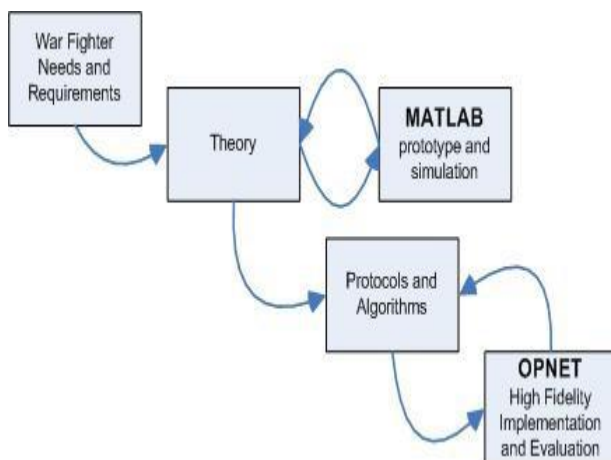 War Fighter
Needs and
Requirements
Theory
MATLAB
prototype and
simulation
Protocols and
Algorithms
OPNET
High Fidelity
Implementation
and Evaluation